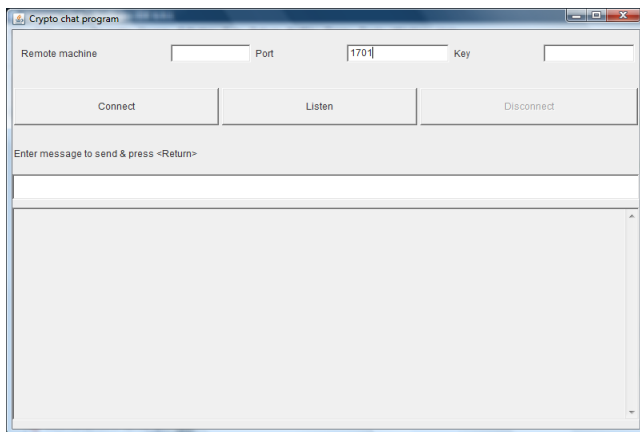 Crypto chat program
Remote machine Port 1701 Key
Connect Listen Disconnect
Enter message to send & press <Return>